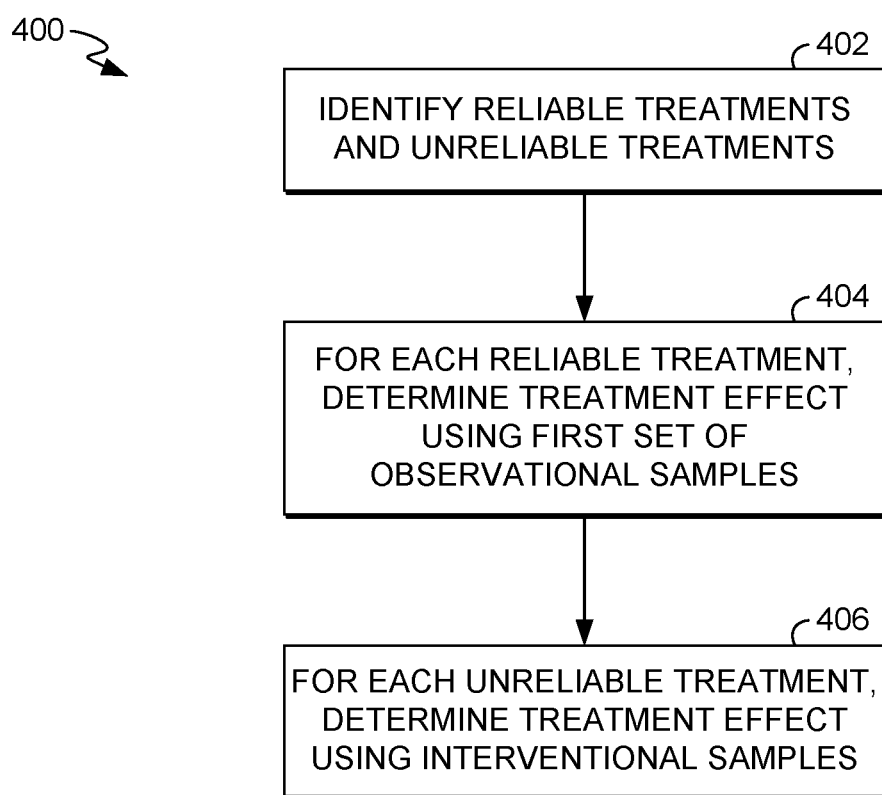 400
402
IDENTIFY RELIABLE TREATMENTS
AND UNRELIABLE TREATMENTS
404
FOR EACH RELIABLE TREATMENT,
DETERMINE TREATMENT EFFECT
USING FIRST SET OF
OBSERVATIONAL SAMPLES
406
FOR EACH UNRELIABLE TREATMENT,
DETERMINE TREATMENT EFFECT
USING INTERVENTIONAL SAMPLES